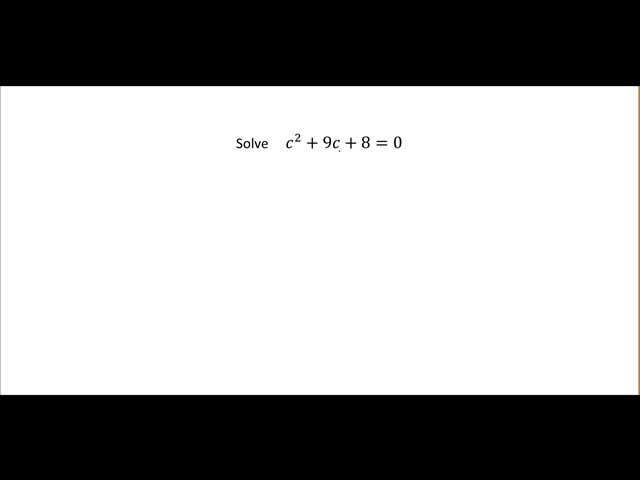 Solve c² + 9c + 8 = 0